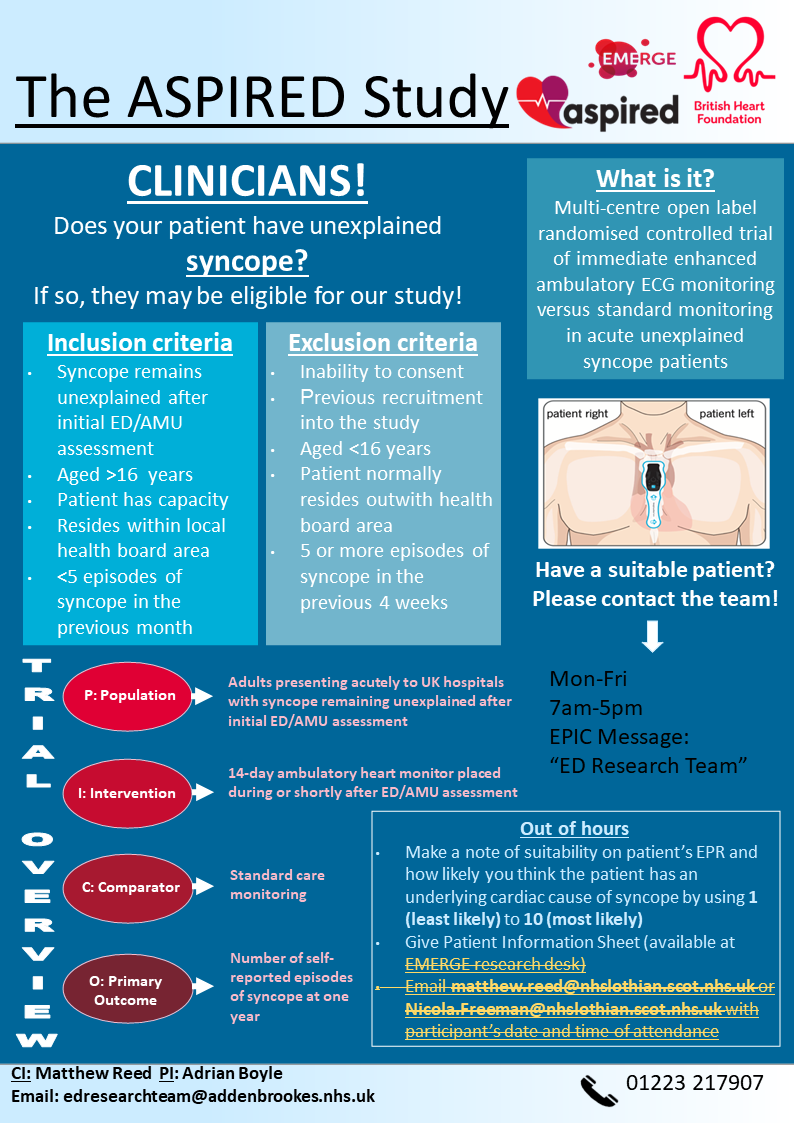 The ASPIRED Study
EMERGE
aspired
British Heart
Foundation
CLINICIANS!
Does your patient have unexplained
syncope?
If so, they may be eligible for our study!
Inclusion criteria
• Syncope remains
unexplained after
initial ED/AMU
assessment
• Aged >16 years
• Patient has capacity
• Resides within local
health board area
• <5 episodes of
syncope in the
previous month
Exclusion criteria
• Inability to consent
• Previous recruitment
into the study
• Aged <16 years
• Patient normally
resides outwith health
board area
• 5 or more episodes of
syncope in the
previous 4 weeks
What is it?
Multi-centre open label
randomised controlled trial
of immediate enhanced
ambulatory ECG monitoring
versus standard monitoring
in acute unexplained
syncope patients
patient right
patient left
Have a suitable patient?
Please contact the team!
Mon-Fri
7am-5pm
EPIC Message:
“ED Research Team”
TRIAL OVERVIEW
P: Population
Adults presenting acutely to UK hospitals
with syncope remaining unexplained after
initial ED/AMU assessment
I: Intervention
14-day ambulatory heart monitor placed
during or shortly after ED/AMU assessment
C: Comparator
Standard care
monitoring
O: Primary
Outcome
Number of self-
reported episodes
of syncope at one
year
Out of hours
• Make a note of suitability on patient’s EPR and
how likely you think the patient has an
underlying cardiac cause of syncope by using 1
(least likely) to 10 (most likely)
• Give Patient Information Sheet (available at
EMERGE research desk)
• Email matthew.reed@nhslothian.scot.nhs.uk or
Nicola.Freeman@nhslothian.scot.nhs.uk with
participant’s date and time of attendance
CI: Matthew Reed PI: Adrian Boyle
Email: edresearchteam@addenbrookes.nhs.uk
01223 217907